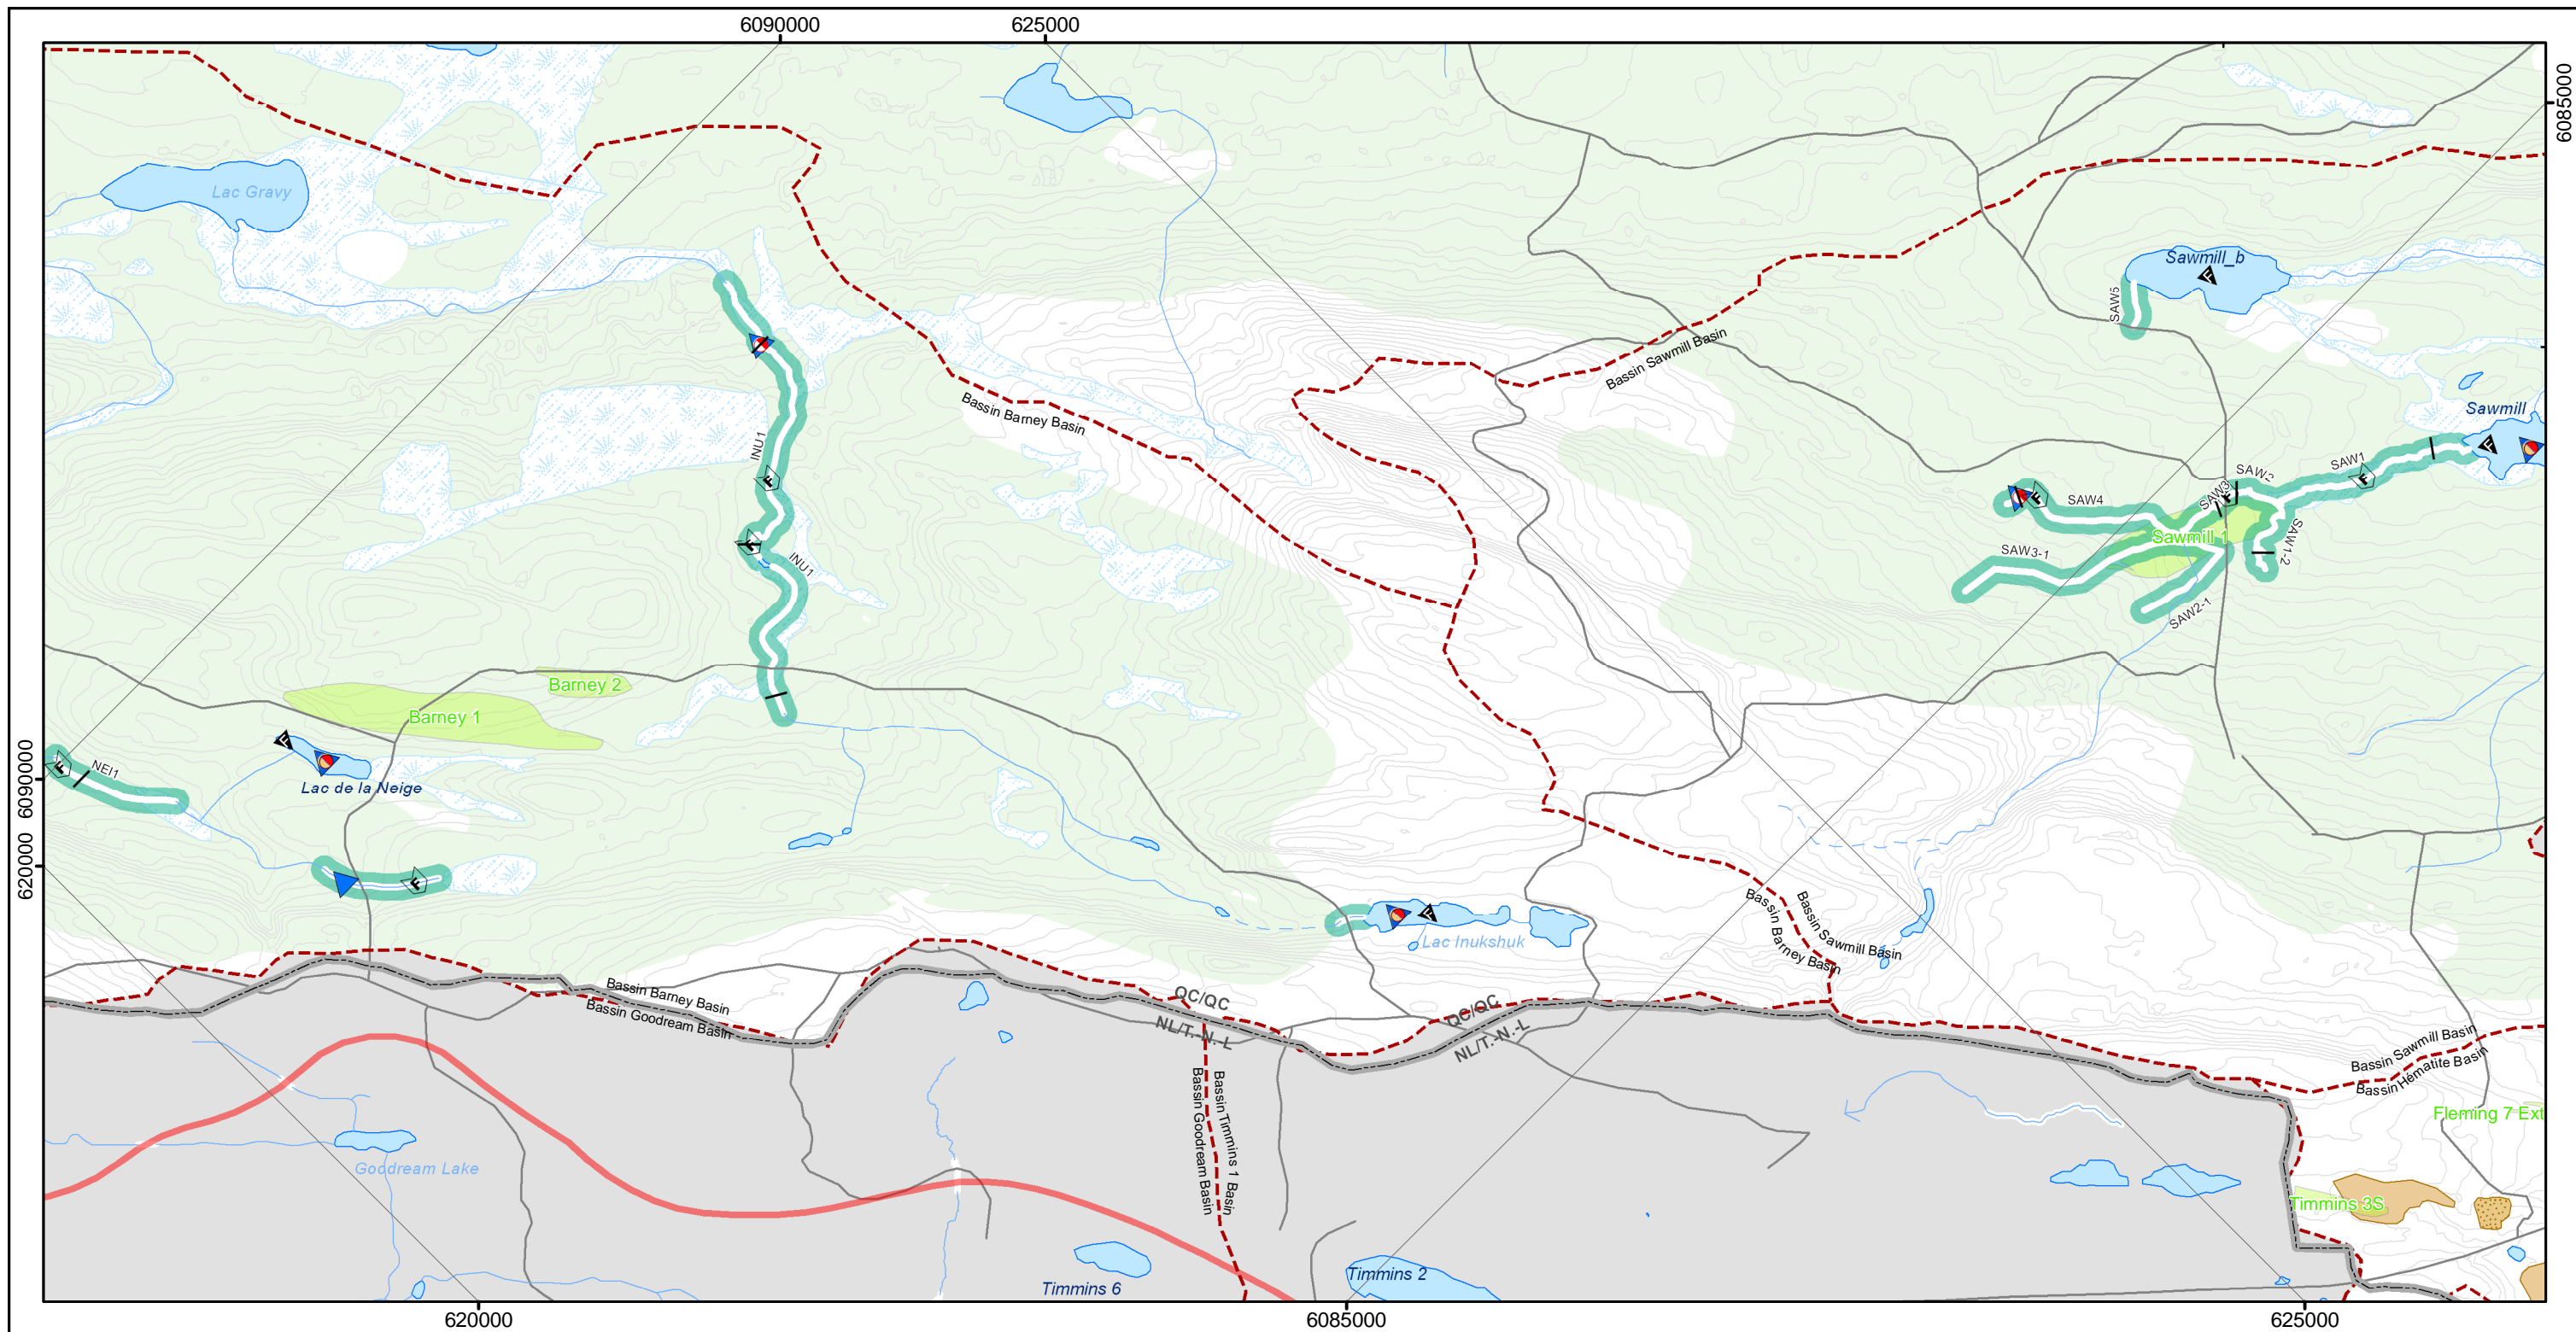 6090000
625000
6085000
Lac Gravy
Sawmill_b
SAW5
Bassin Sawmill Basin
Bassin Barney Basin
Sawmill
INU1
SAW1
SAW2
SAW3
SAW4
F
F
F
F
F
F
Sawmill 1
SAW1-2
SAW3-1
INU1
SAW2-1
Barney 2
Barney 1
F
NEI1
F
Lac de la Neige
6090000
620000
F
F
Lac Inukshuk
F
Bassin Sawmill Basin
Bassin Barney Basin
Bassin Barney Basin
Bassin Goodream Basin
QC/QC
NL/T.-N.-L
QC/QC
NL/T.-N.-L
Bassin Sawmill Basin
Bassin Hématite Basin
Bassin Timmins 1 Basin
Bassin Goodream Basin
Fleming 7 Ext
Goodream Lake
Timmins 3S
Timmins 6
Timmins 2
620000
6085000
625000